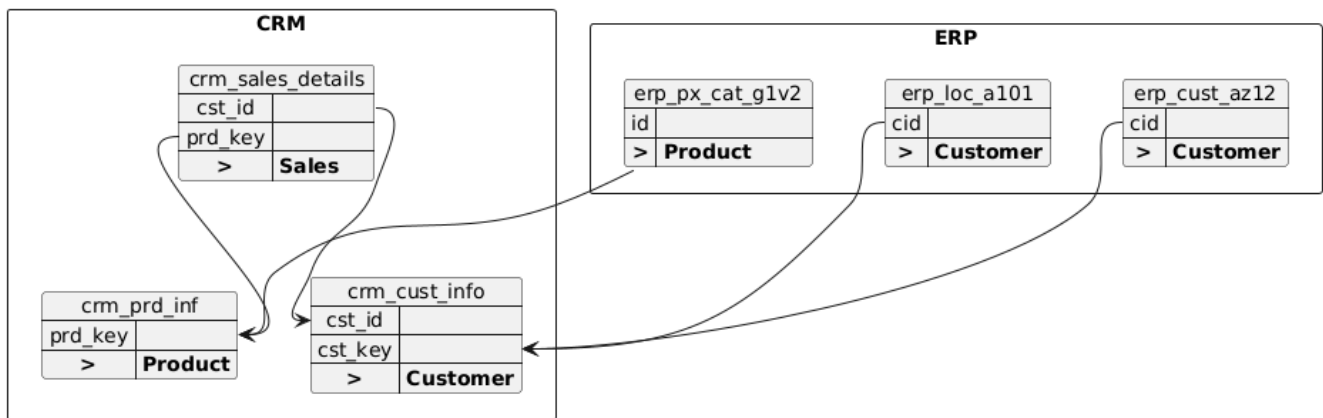 CRM
crm_sales_details
cst_id
prd_key
> Sales
crm_prd_inf
prd_key
> Product
crm_cust_info
cst_id
cst_key
> Customer
ERP
erp_px_cat_g1v2
id
> Product
erp_loc_a101
cid
> Customer
erp_cust_az12
cid
> Customer